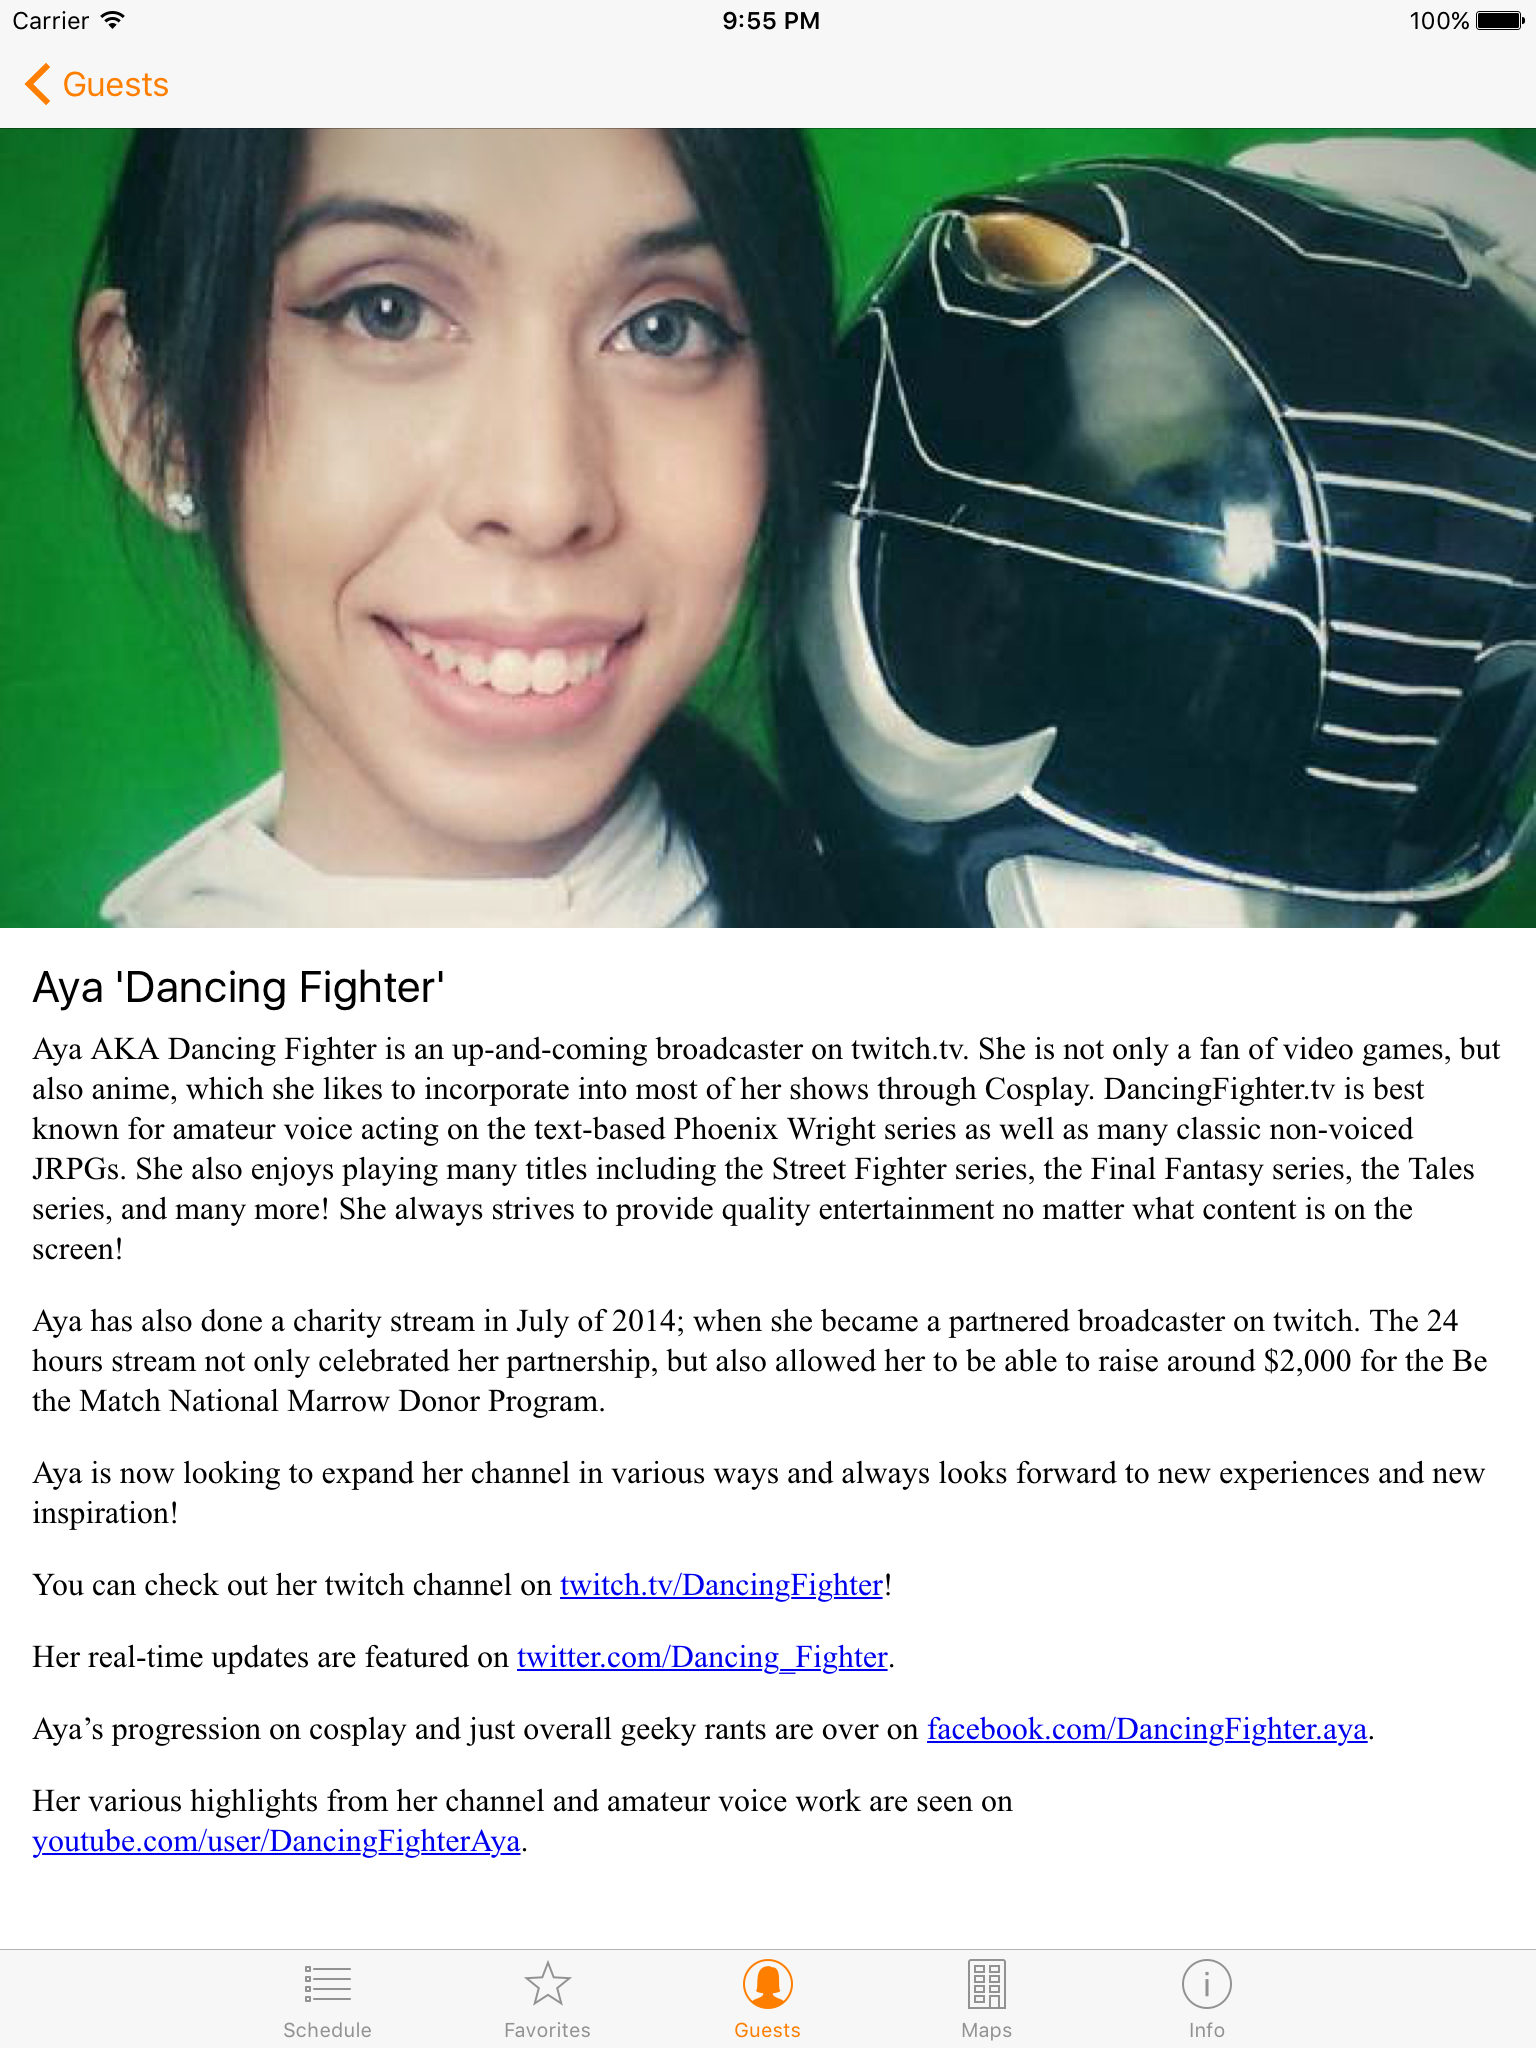 Carrier 9:55 PM 100%
Guests
Aya 'Dancing Fighter'
Aya AKA Dancing Fighter is an up-and-coming broadcaster on twitch.tv. She is not only a fan of video games, but
also anime, which she likes to incorporate into most of her shows through Cosplay. DancingFighter.tv is best
known for amateur voice acting on the text-based Phoenix Wright series as well as many classic non-voiced
JRPGs. She also enjoys playing many titles including the Street Fighter series, the Final Fantasy series, the Tales
series, and many more! She always strives to provide quality entertainment no matter what content is on the
screen!
Aya has also done a charity stream in July of 2014; when she became a partnered broadcaster on twitch. The 24
hours stream not only celebrated her partnership, but also allowed her to be able to raise around $2,000 for the Be
the Match National Marrow Donor Program.
Aya is now looking to expand her channel in various ways and always looks forward to new experiences and new
inspiration!
You can check out her twitch channel on twitch.tv/DancingFighter!
Her real-time updates are featured on twitter.com/Dancing_Fighter.
Aya’s progression on cosplay and just overall geeky rants are over on facebook.com/DancingFighter.aya.
Her various highlights from her channel and amateur voice work are seen on
youtube.com/user/DancingFighterAya.
Schedule Favorites Guests Maps Info